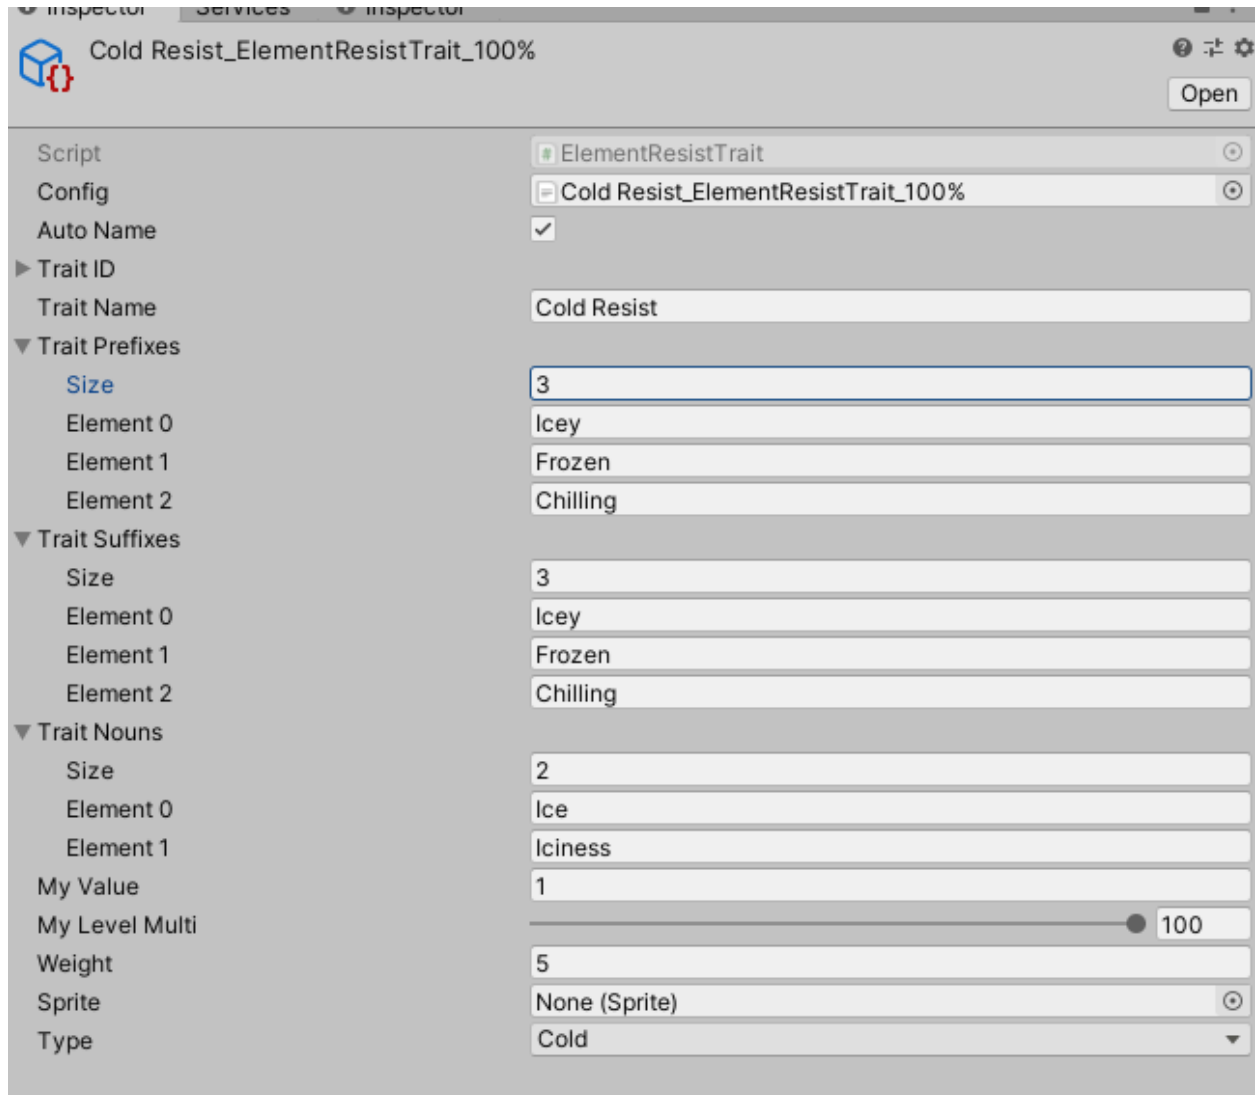 Inspector Services Inspector
Cold Resist_ElementResistTrait_100%
Open
Script ElementResistTrait
Config Cold Resist_ElementResistTrait_100%
Auto Name
Trait ID
Trait Name Cold Resist
Trait Prefixes
Size 3
Element 0 Icey
Element 1 Frozen
Element 2 Chilling
Trait Suffixes
Size 3
Element 0 Icey
Element 1 Frozen
Element 2 Chilling
Trait Nouns
Size 2
Element 0 Ice
Element 1 Iciness
My Value 1
My Level Multi 100
Weight 5
Sprite None (Sprite)
Type Cold